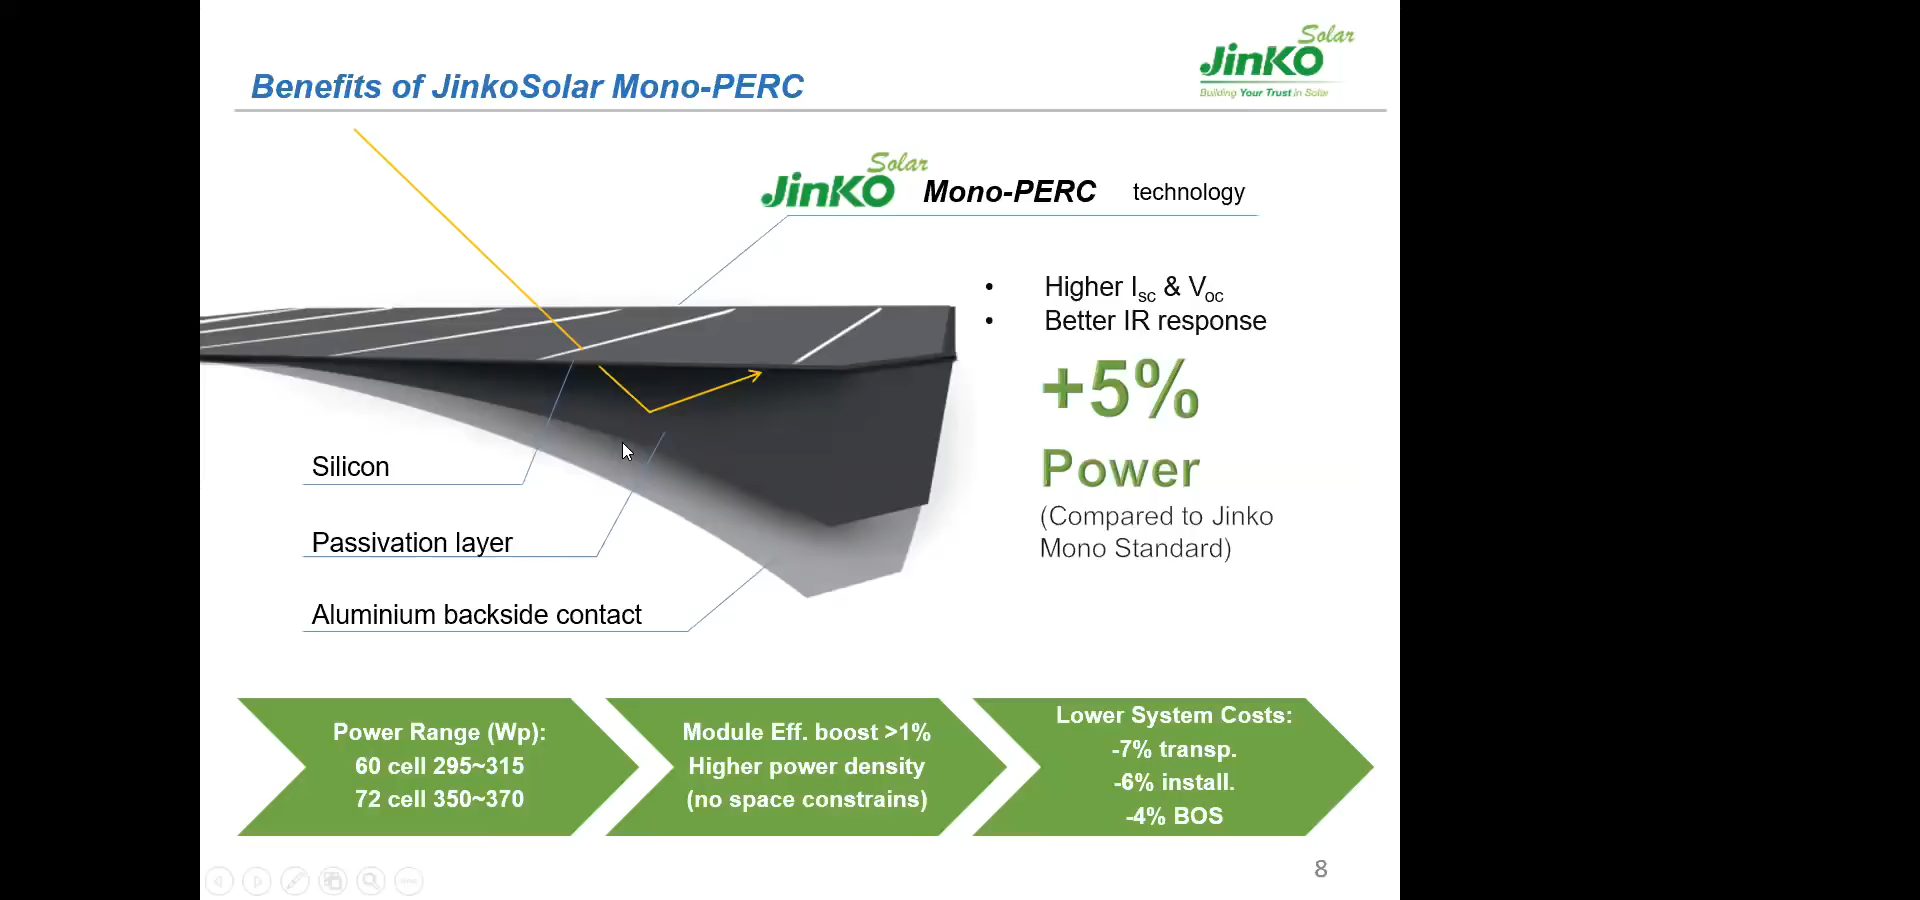 Solar
JinKO
Building Your Trust in Solar
Benefits of JinkoSolar Mono-PERC
Solar
JinKO Mono-PERC technology
• Higher Isc & Voc
• Better IR response
+5%
Power
(Compared to Jinko
Mono Standard)
Silicon
Passivation layer
Aluminium backside contact
Power Range (Wp):
60 cell 295~315
72 cell 350~370
Module Eff. boost >1%
Higher power density
(no space constrains)
Lower System Costs:
-7% transp.
-6% install.
-4% BOS
8